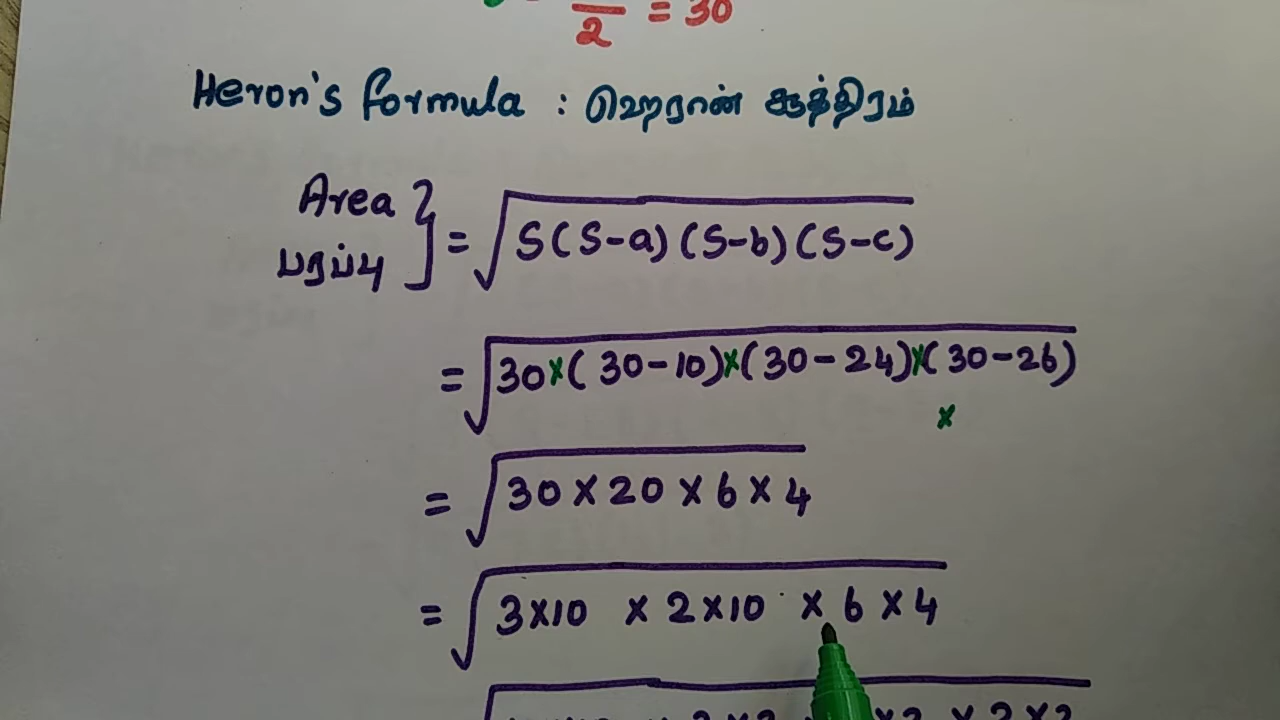 2 = 30
Heron's formula : ஹெரான் சூத்திரம்
Area
பரப்பு = √S(S-a)(S-b)(S-c)
= √30×(30-10)×(30-24)×(30-26)
×
= √30×20×6×4
= √3×10 ×2×10 ×6×4